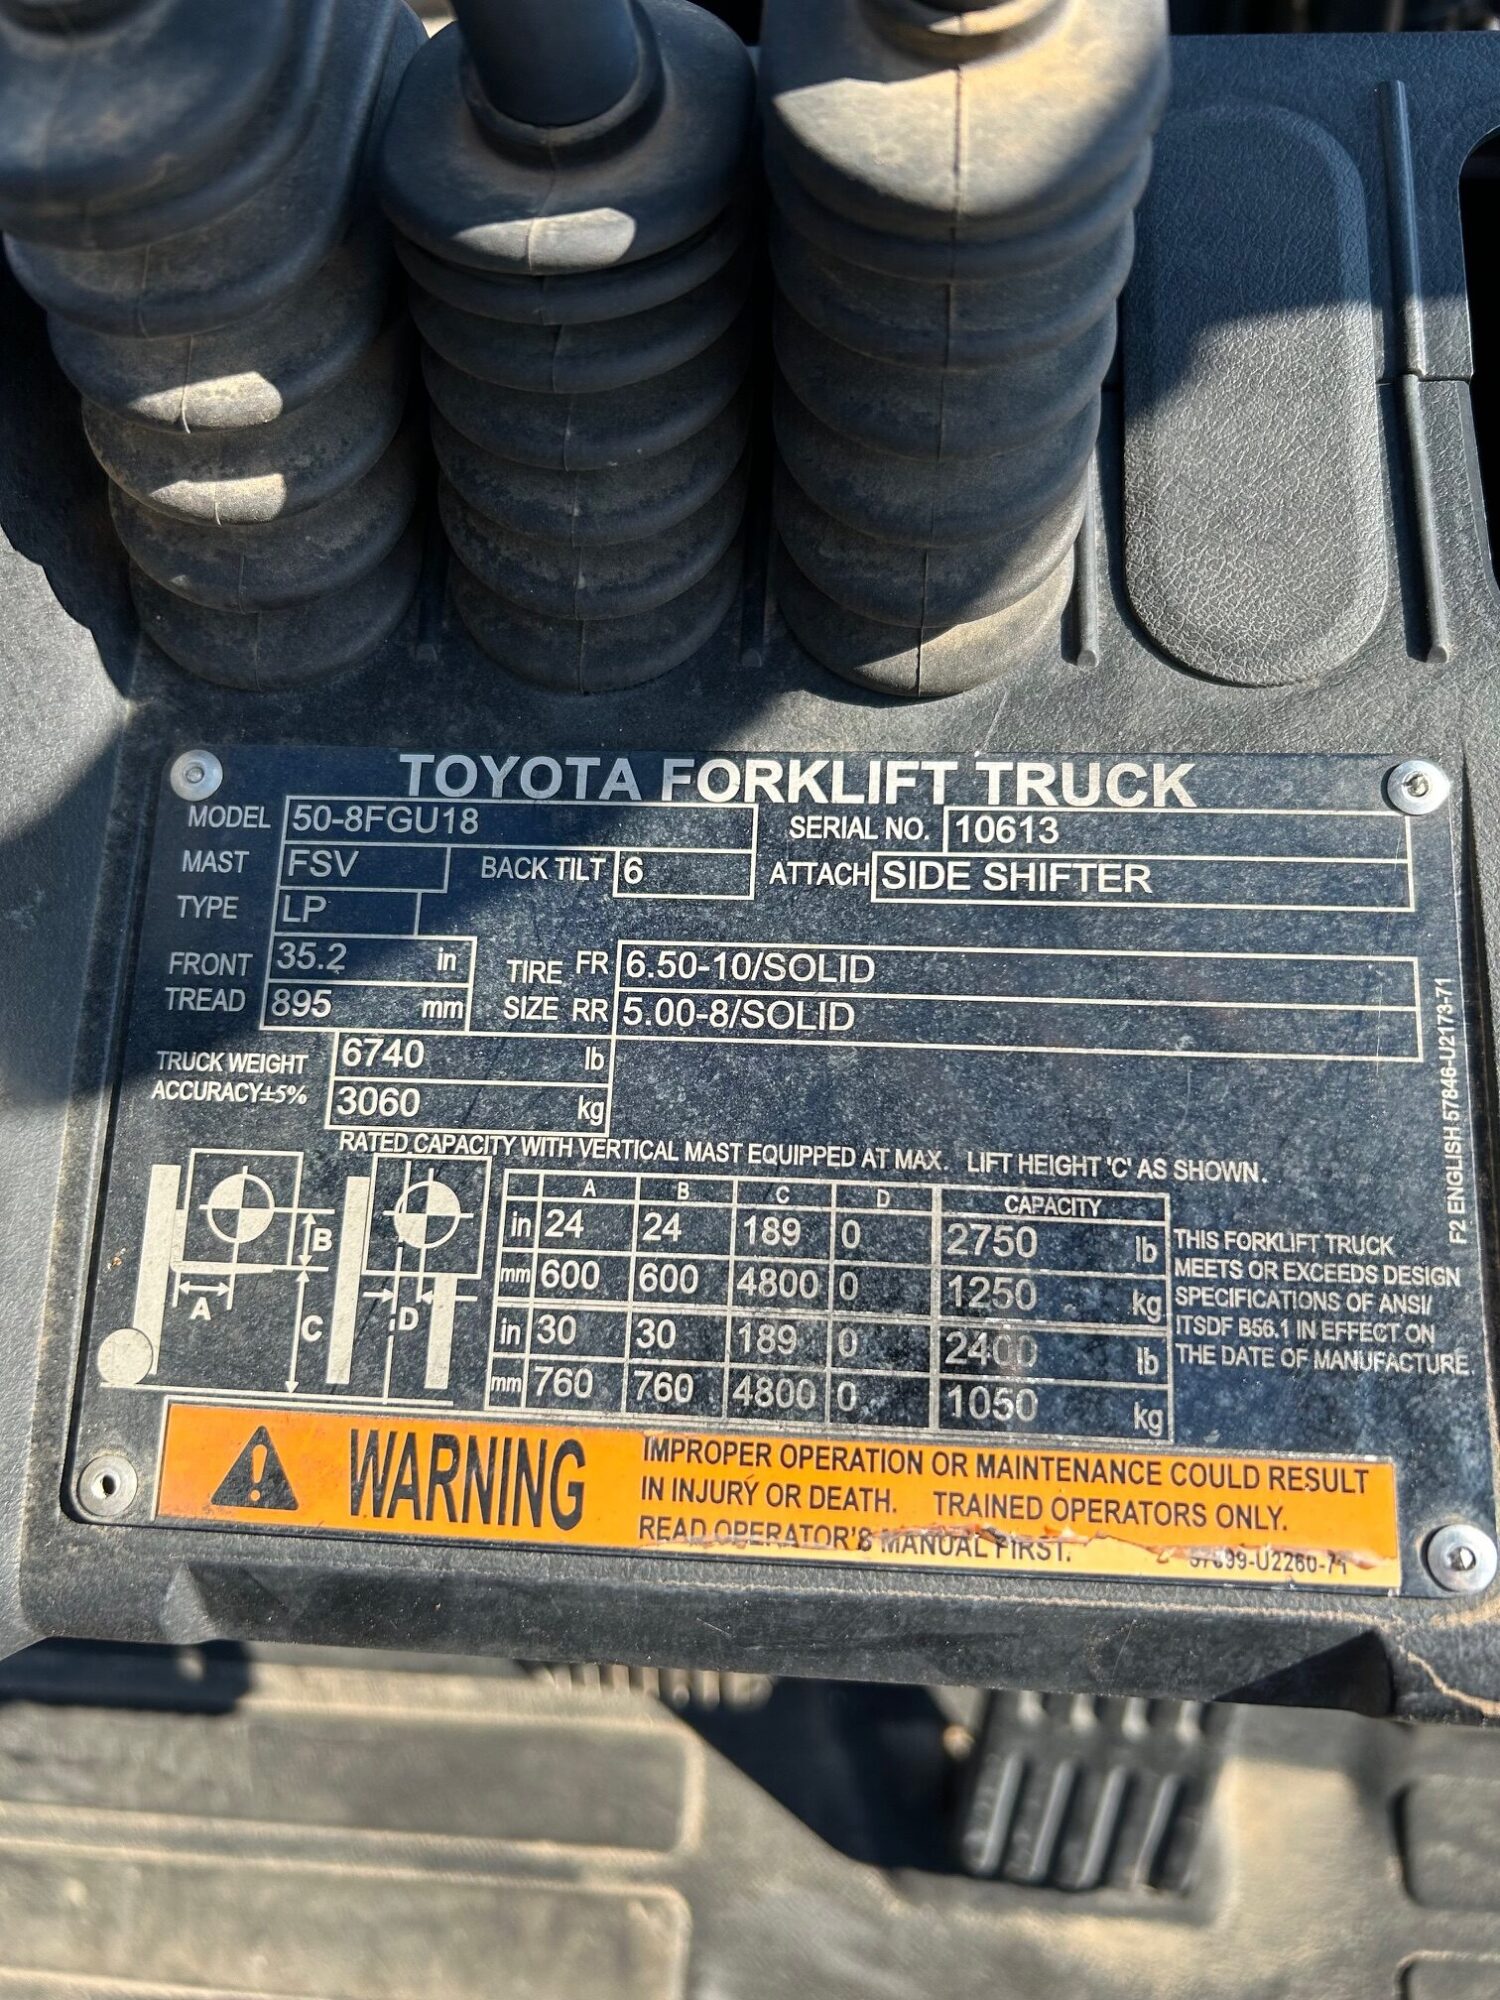 TOYOTA FORKLIFT TRUCK
MODEL 50-8FGU18 SERIAL NO. 10613
MAST FSV BACK TILT 6 ATTACH SIDE SHIFTER
TYPE LP
FRONT TREAD 35.2 in
895 mm
TIRE SIZE FR 6.50-10/SOLID
RR 5.00-8/SOLID
TRUCK WEIGHT 6740 lb
ACCURACY±5% 3060 kg
RATED CAPACITY WITH VERTICAL MAST EQUIPPED AT MAX. LIFT HEIGHT 'C' AS SHOWN.
A B C D CAPACITY
in 24 24 189 0 2750 lb
mm 600 600 4800 0 1250 kg
in 30 30 189 0 2400 lb
mm 760 760 4800 0 1050 kg
B
A
C
D
THIS FORKLIFT TRUCK
MEETS OR EXCEEDS DESIGN
SPECIFICATIONS OF ANSI/
ITSDF B56.1 IN EFFECT ON
THE DATE OF MANUFACTURE.
F2 ENGLISH 57846-U2173-71
WARNING
IMPROPER OPERATION OR MAINTENANCE COULD RESULT
IN INJURY OR DEATH. TRAINED OPERATORS ONLY.
READ OPERATOR'S MANUAL FIRST.